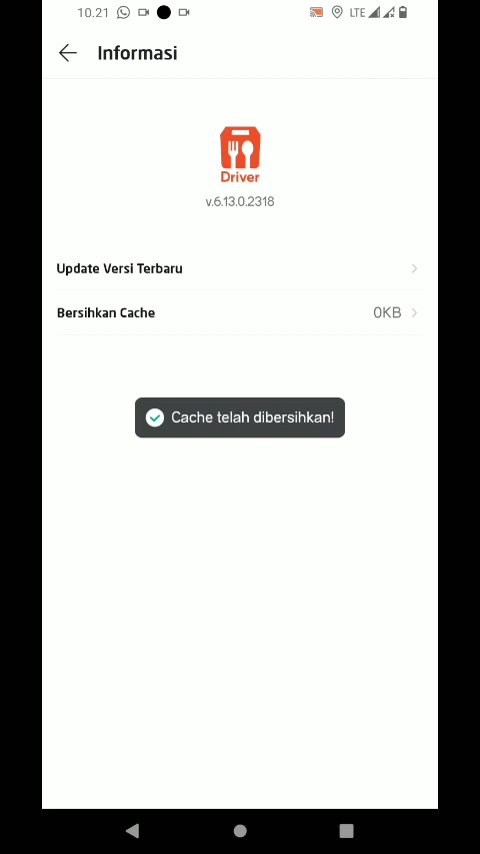 10.21 LTE
Informasi
Driver
v.6.13.0.2318
Update Versi Terbaru
Bersihkan Cache 0KB
Cache telah dibersihkan!